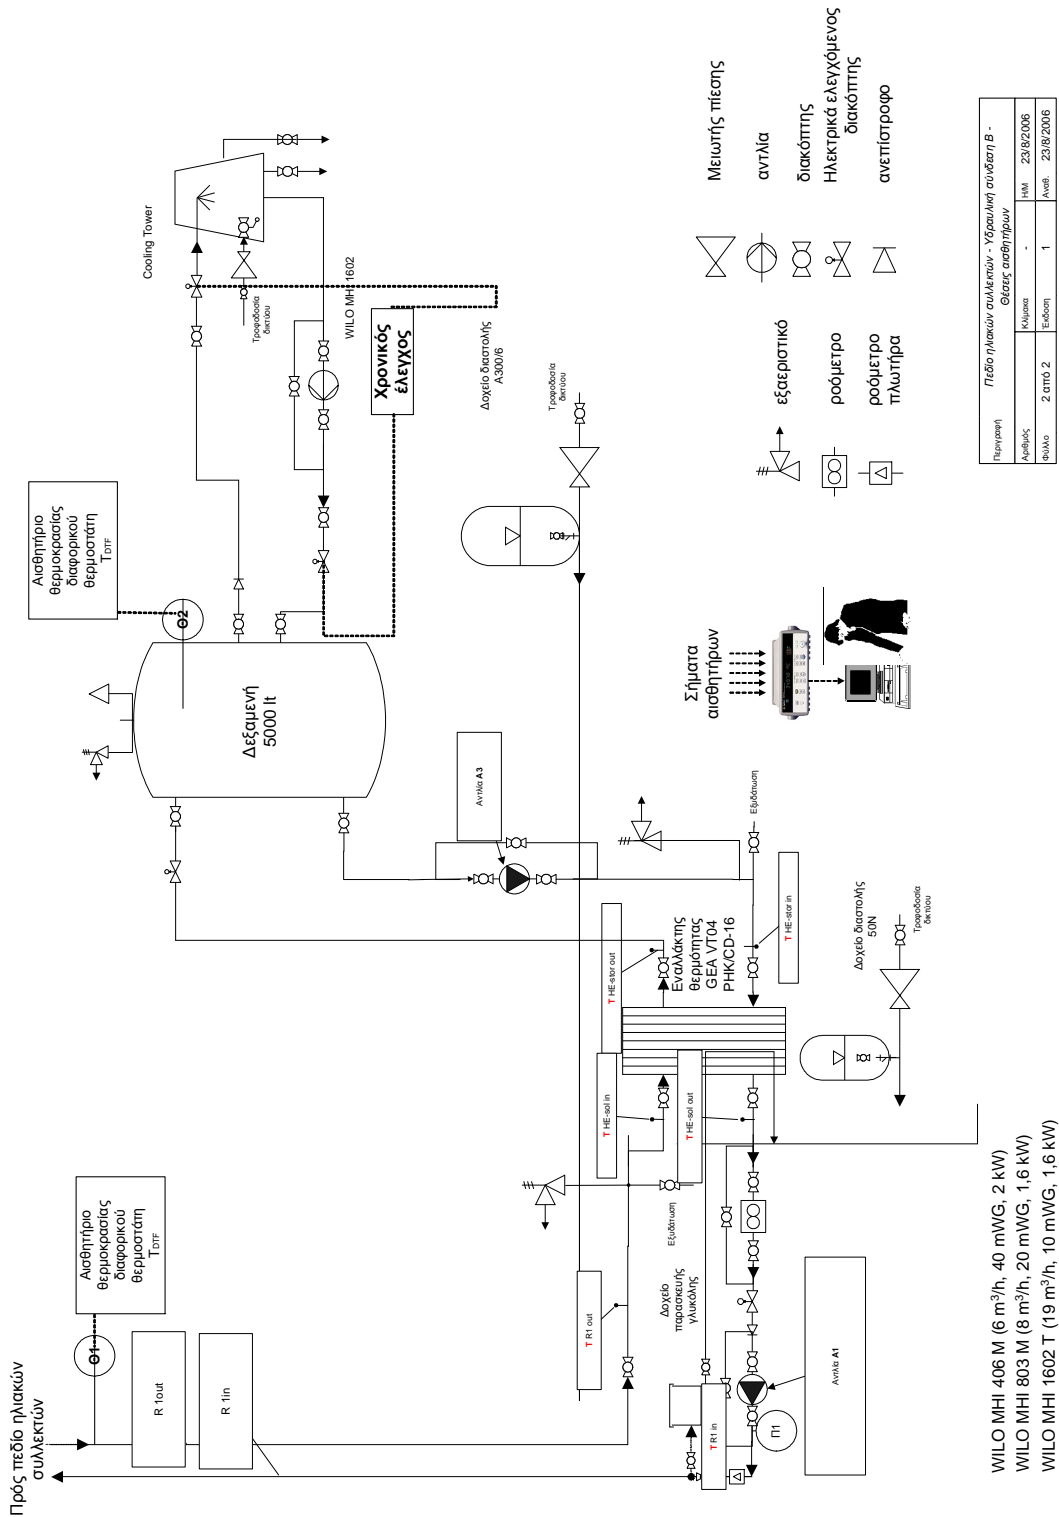 Πρός πεδίο ηλιακών
συλλεκτών
Θ1
Αισθητήριο
θερμοκρασίας
διαφορικού
θερμοστάτη
TDTF
R 1out
R 1in
Αισθητήριο
θερμοκρασίας
διαφορικού
θερμοστάτη
TDTF
Θ2
Δεξαμενή
5000 lt
Cooling Tower
Τροφοδοσία
δικτύου
WILO MHI 1602
Χρονικός
έλεγχος
Δοχείο διαστολής
A300/6
Τροφοδοσία
δικτύου
Αντλία A3
Εξυδάτωση
T HE-stor in
T HE-stor out
Εναλλάκτης
θερμότητας
GEA VT04
PHK/CD-16
T HE-sol in
T HE-sol out
Δοχείο διαστολής
50N
Τροφοδοσία
δικτύου
Εξυδάτωση
T R1 out
Δοχείο
παρασκευής
γλυκόλης
T R1 in
Π1
Αντλία A1
Σήματα
αισθητήρων
Μειωτής πίεσης
αντλία
διακόπτης
Ηλεκτρικά ελεγχόμενος
διακόπτης
ανεπίστροφο
εξαεριστικό
ροόμετρο
ροόμετρο
πλωτήρα
WILO MHI 406 M (6 m³/h, 40 mWG, 2 kW)
WILO MHI 803 M (8 m³/h, 20 mWG, 1,6 kW)
WILO MHI 1602 T (19 m³/h, 10 mWG, 1,6 kW)
Περιγραφή
Πεδίο ηλιακών συλλεκτών - Υδραυλική σύνδεση Β -
Θέσεις αισθητήρων
Αριθμός Κλίμακα - ΗΜ 23/8/2006
Φύλλο 2 από 2 Έκδοση 1 Αναθ. 23/8/2006